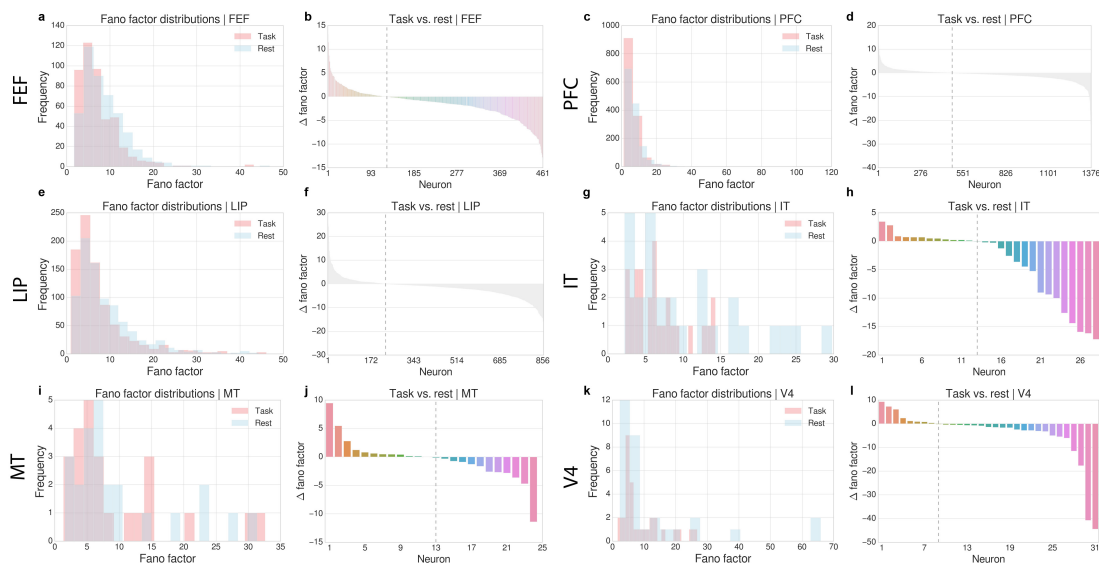 a Fano factor distributions | FEF
FEF
Frequency
140
120
100
80
60
40
20
0
0 10 20 30 40 50
Fano factor
Task
Rest
b Task vs. rest | FEF
Δ fano factor
15
10
5
0
−5
−10
−15
1 93 185 277 369 461
Neuron
c Fano factor distributions | PFC
PFC
Frequency
1000
800
600
400
200
0
0 20 40 60 80 100 120
Fano factor
Task
Rest
d Task vs. rest | PFC
Δ fano factor
20
10
0
−10
−20
−30
−40
1 276 551 826 1101 1376
Neuron
e Fano factor distributions | LIP
LIP
Frequency
250
200
150
100
50
0
0 10 20 30 40 50
Fano factor
Task
Rest
f Task vs. rest | LIP
Δ fano factor
30
20
10
0
−10
−20
−30
1 172 343 514 685 856
Neuron
g Fano factor distributions | IT
IT
Frequency
5
4
3
2
1
0
0 5 10 15 20 25 30
Fano factor
Task
Rest
h Task vs. rest | IT
Δ fano factor
5
0
−5
−10
−15
−20
1 6 11 16 21 26
Neuron
i Fano factor distributions | MT
MT
Frequency
5
4
3
2
1
0
0 5 10 15 20 25 30 35
Fano factor
Task
Rest
j Task vs. rest | MT
Δ fano factor
10
5
0
−5
−10
−15
1 5 9 13 17 21 25
Neuron
k Fano factor distributions | V4
V4
Frequency
12
10
8
6
4
2
0
0 10 20 30 40 50 60 70
Fano factor
Task
Rest
l Task vs. rest | V4
Δ fano factor
10
0
−10
−20
−30
−40
−50
1 7 13 19 25 31
Neuron